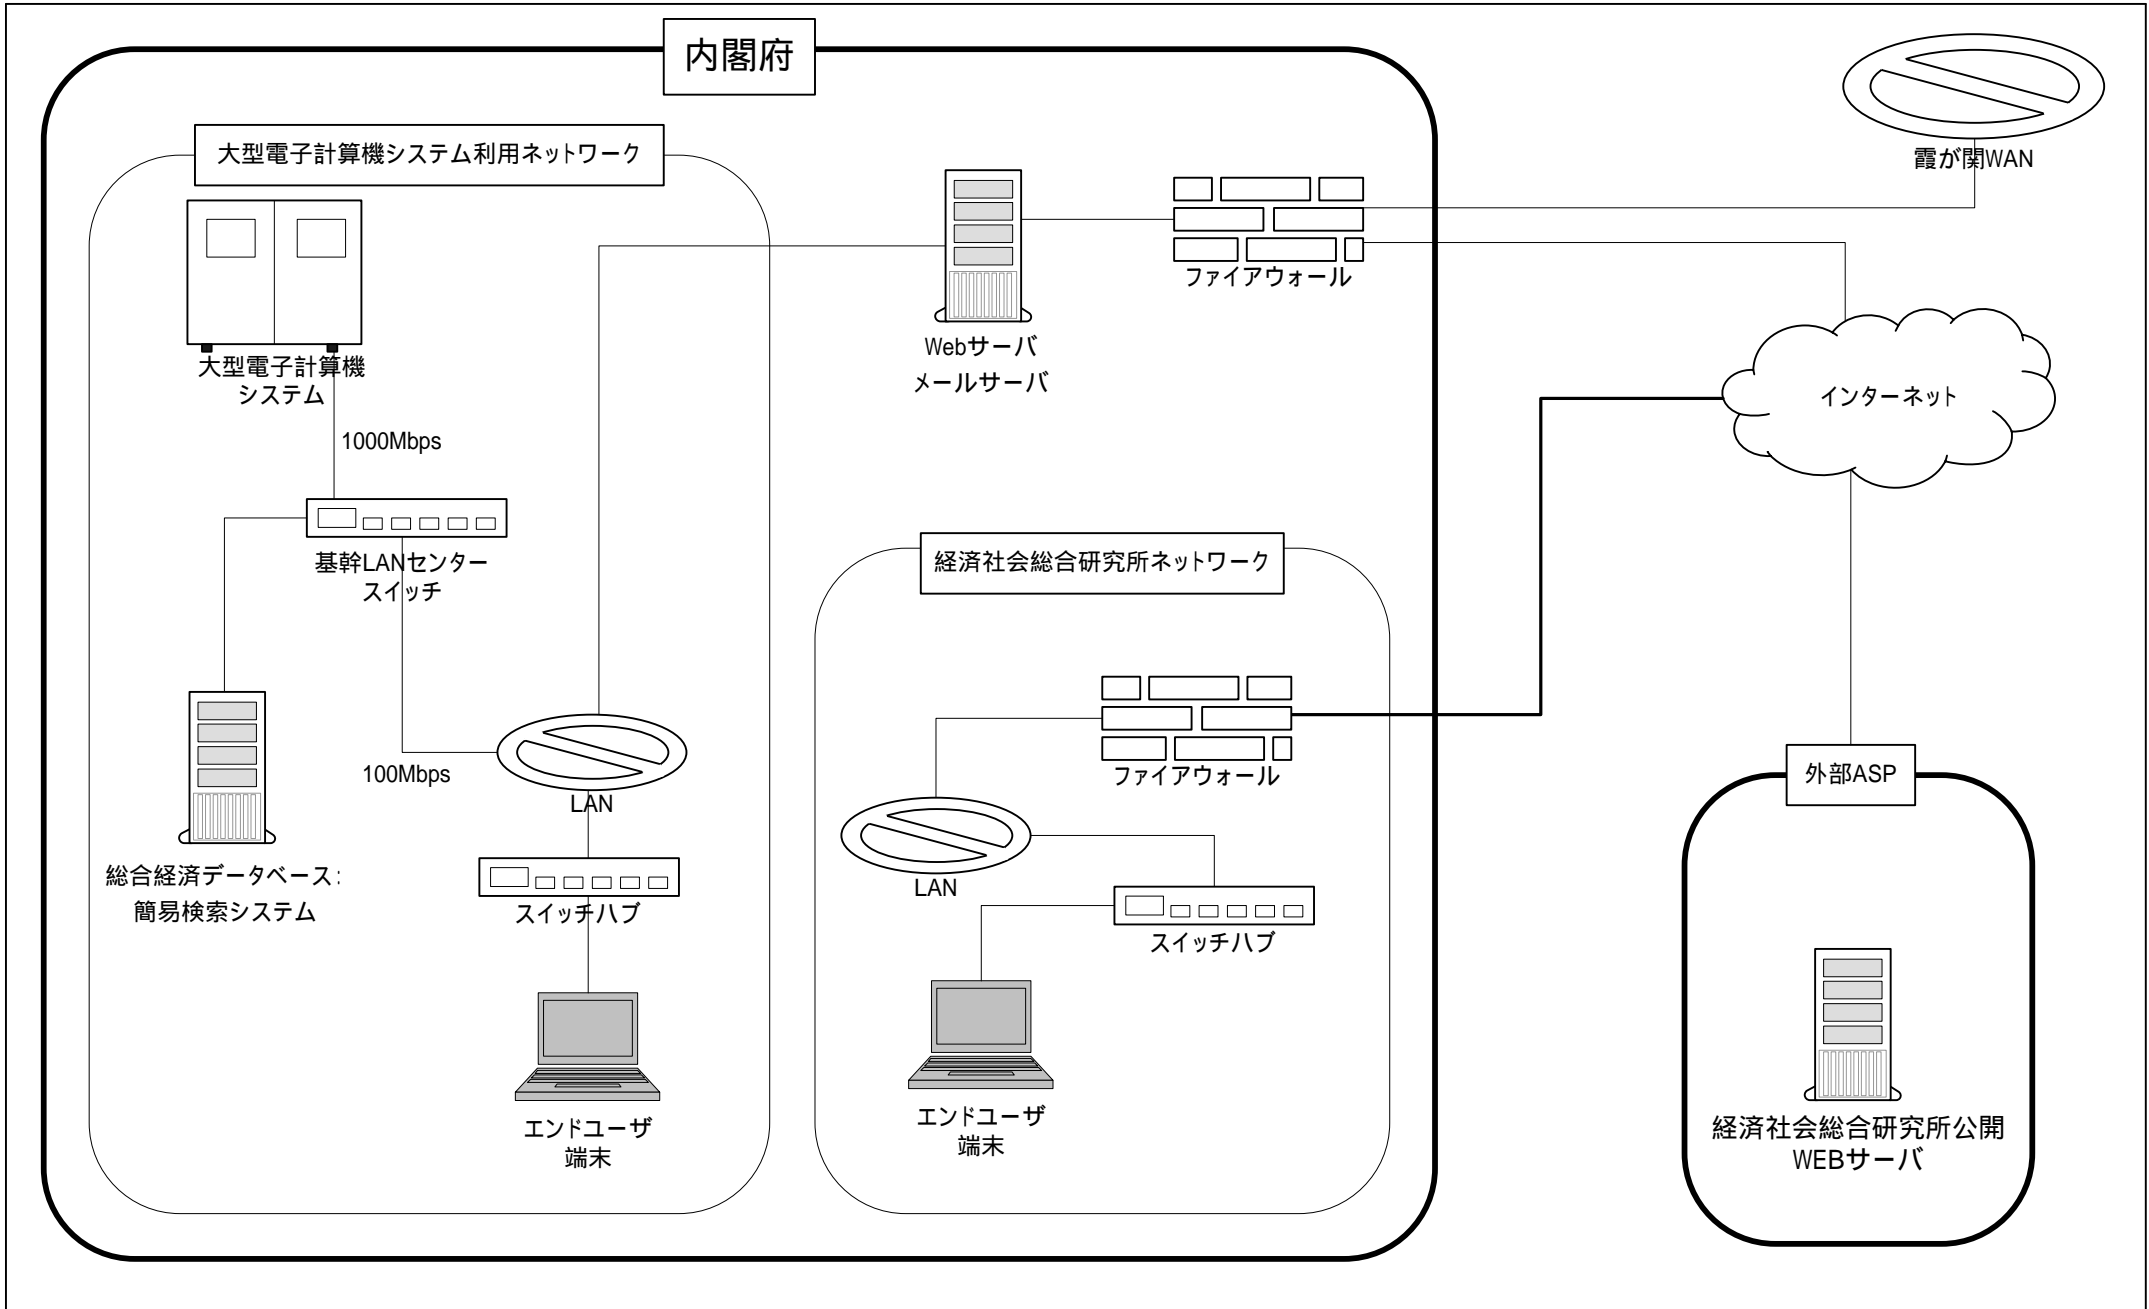 内閣府
霞が関WAN
大型電子計算機システム利用ネットワーク
ファイアウォール
Webサーバ
メールサーバ
大型電子計算機
システム
インターネット
1000Mbps
基幹LANセンター
スイッチ
経済社会総合研究所ネットワーク
100Mbps
LAN
ファイアウォール
外部ASP
総合経済データベース:
簡易検索システム
スイッチハブ
LAN
スイッチハブ
エンドユーザ
端末
エンドユーザ
端末
経済社会総合研究所公開
WEBサーバ